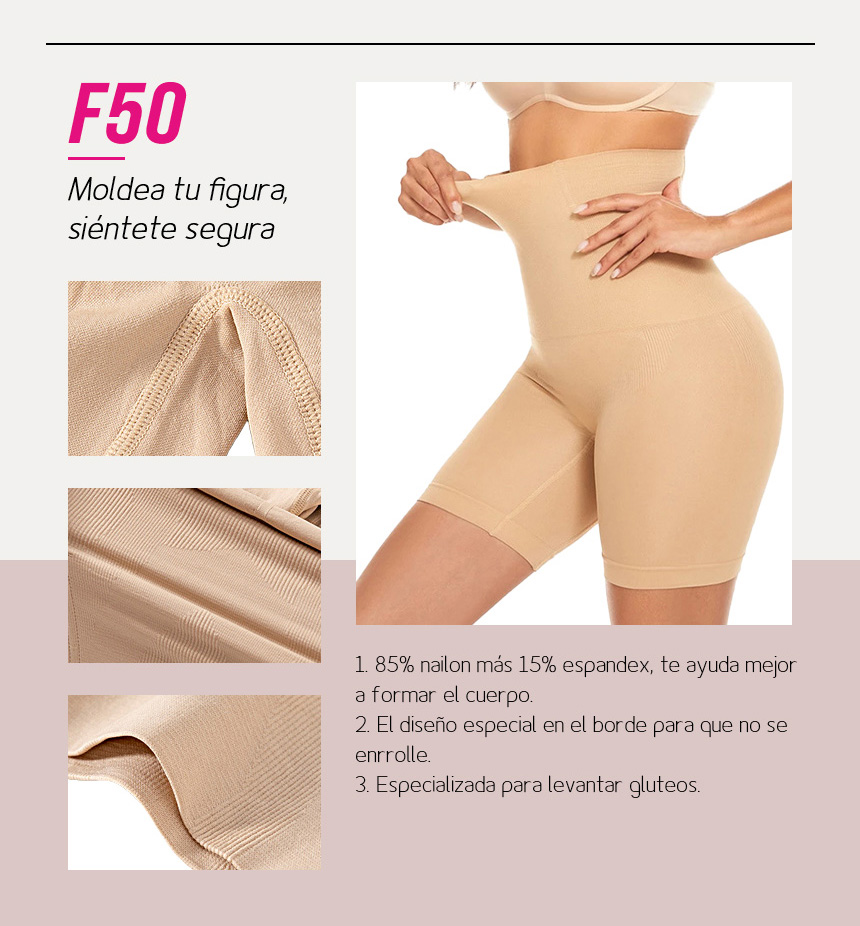 F50
Moldea tu figura,
siéntete segura
1. 85% nailon más 15% espandex, te ayuda mejor
a formar el cuerpo.
2. El diseño especial en el borde para que no se
enrrolle.
3. Especializada para levantar gluteos.